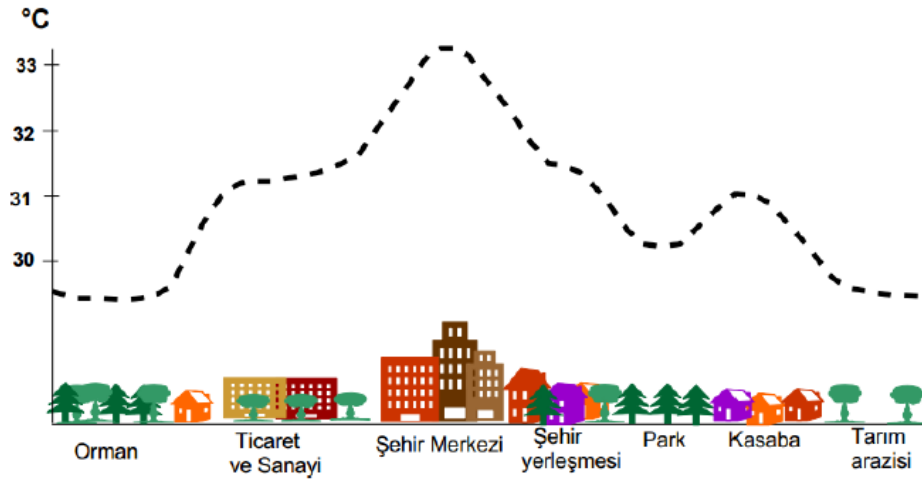 °C
33
32
31
30
Orman
Ticaret
ve Sanayi
Şehir Merkezi
Şehir
yerleşmesi
Park
Kasaba
Tarım
arazisi